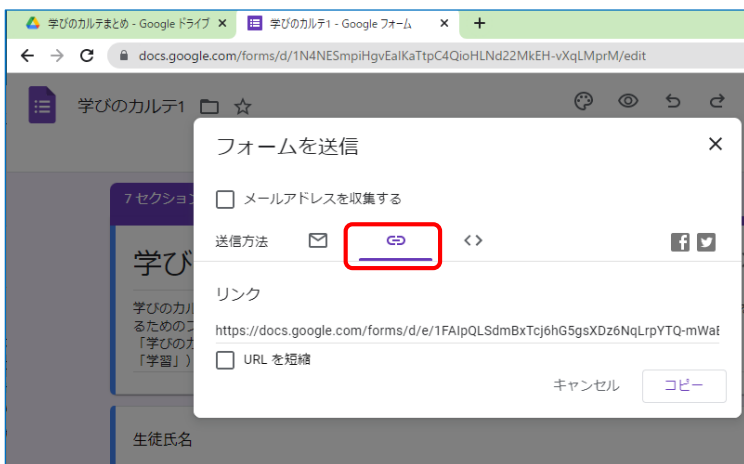 学びのカルテまとめ - Google ドライブ
学びのカルテ1 - Google フォーム
docs.google.com/forms/d/1N4NESmpiHgvEaIKaTtpC4QioHLNd22MkEH-vXqLMprM/edit
学びのカルテ1
フォームを送信
7 セクション
メールアドレスを収集する
送信方法
学び
リンク
学びのカル
るためのフ
https://docs.google.com/forms/d/e/1FAIpQLSdmBxTcj6hG5gsXDz6NqLrpYTQ-mWaE
「学びのカ
「学習」）
URL を短縮
キャンセル
コピー
生徒氏名